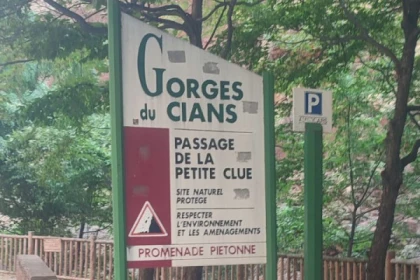 GORGES
DU CIANS
PASSAGE
DE LA
PETITE CLUE
SITE NATUREL
PROTEGE
RESPECTER
L'ENVIRONNEMENT
ET LES AMENAGEMENTS
PROMENADE PIETONNE
P